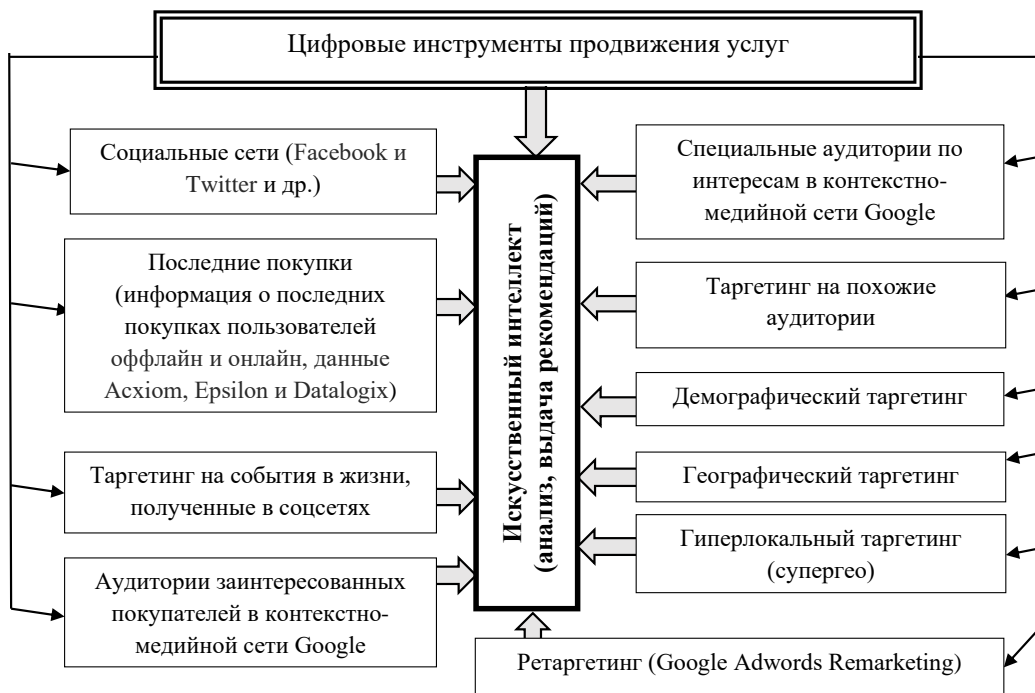 Цифровые инструменты продвижения услуг
Социальные сети (Facebook и
Twitter и др.)
Последние покупки
(информация о последних
покупках пользователей
оффлайн и онлайн, данные
Acxiom, Epsilon и Datalogix)
Таргетинг на события в жизни,
полученные в соцсетях
Аудитории заинтересованных
покупателей в контекстно-
медийной сети Google
Искусственный интеллект
(анализ, выдача рекомендаций)
Специальные аудитории по
интересам в контекстно-
медийной сети Google
Таргетинг на похожие
аудитории
Демографический таргетинг
Географический таргетинг
Гиперлокальный таргетинг
(супергео)
Ретаргетинг (Google Adwords Remarketing)